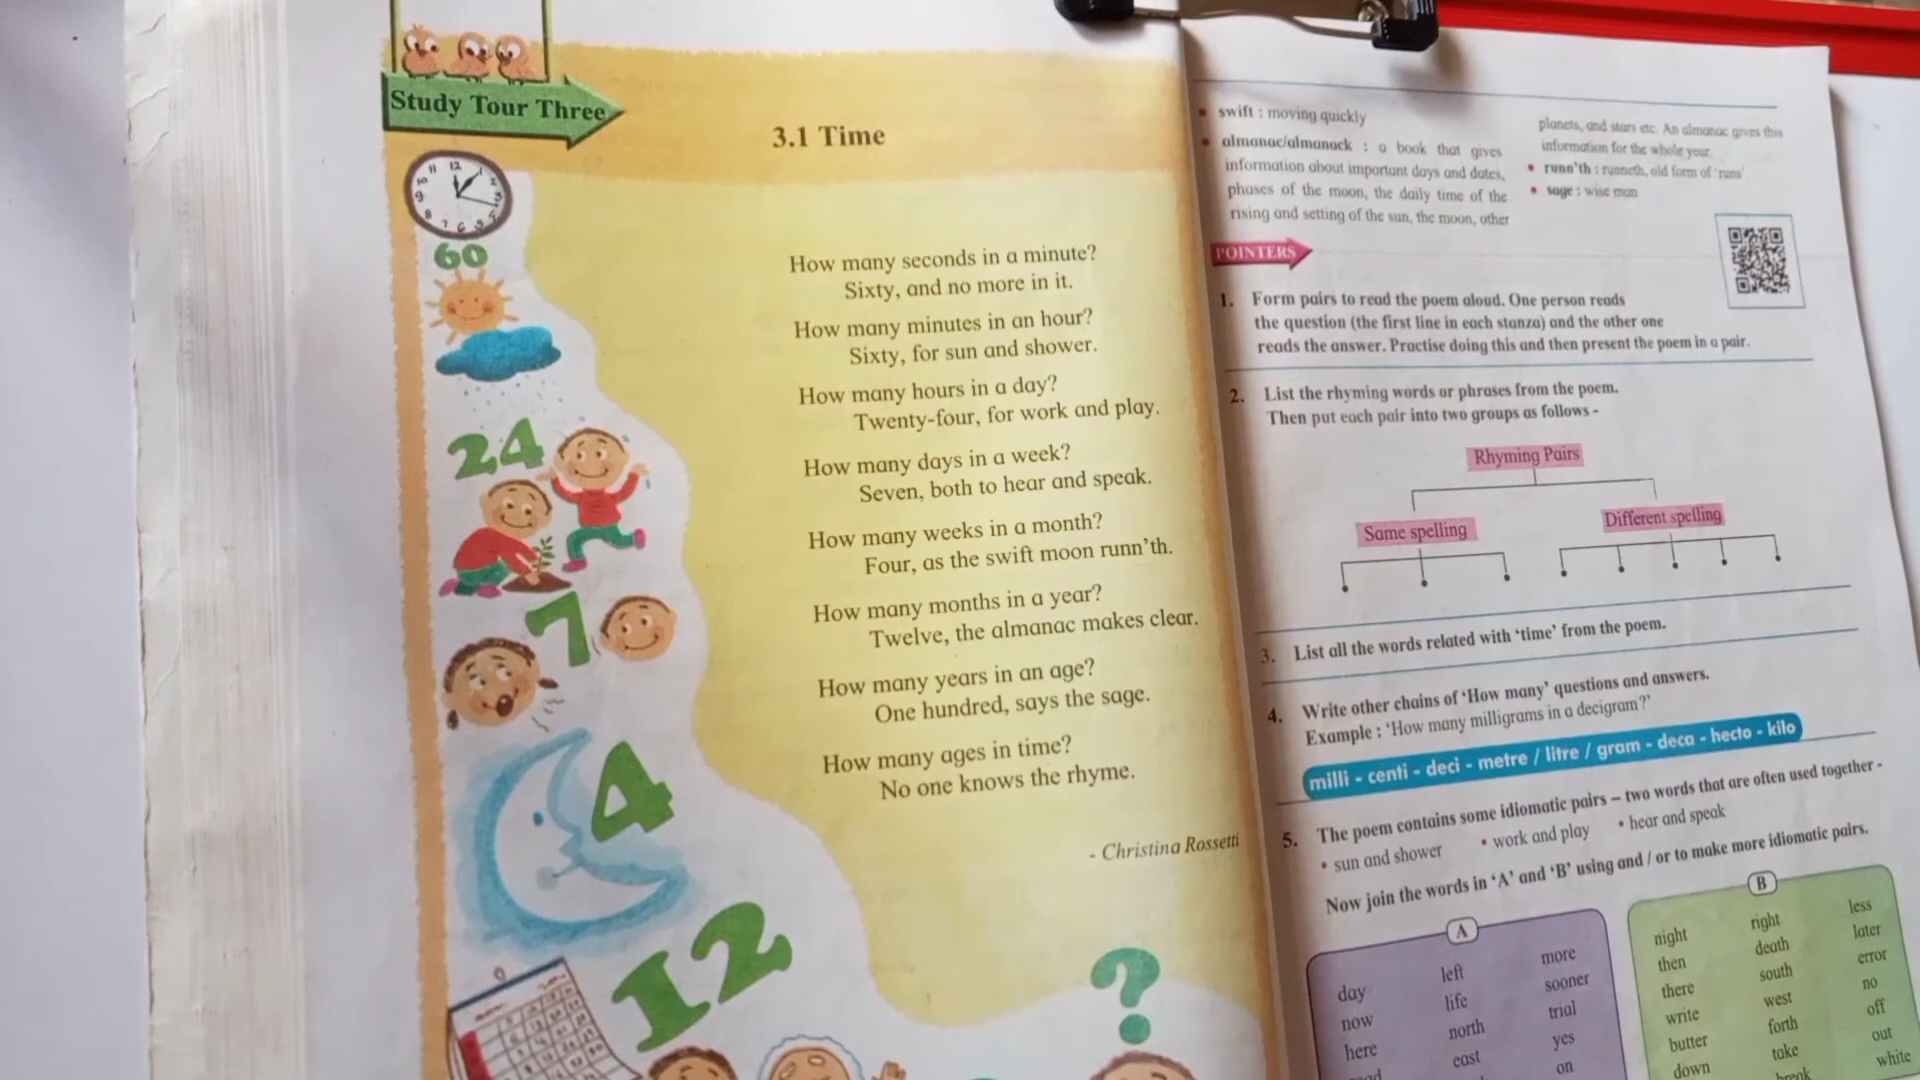 Study Tour Three
3.1 Time
12
60
24
7
4
12
?
How many seconds in a minute?
Sixty, and no more in it.
How many minutes in an hour?
Sixty, for sun and shower.
How many hours in a day?
Twenty-four, for work and play.
How many days in a week?
Seven, both to hear and speak.
How many weeks in a month?
Four, as the swift moon runn'th.
How many months in a year?
Twelve, the almanac makes clear.
How many years in an age?
One hundred, says the sage.
How many ages in time?
No one knows the rhyme.
- Christina Rossetti
• swift : moving quickly
• almanac/almanack : a book that gives
information about important days and dates,
phases of the moon, the daily time of the
rising and setting of the sun, the moon, other
planets, and stars etc. An almanac gives this
information for the whole year.
• runn'th : runneth, old form of 'runs'
• sage : wise man
POINTERS
1. Form pairs to read the poem aloud. One person reads
the question (the first line in each stanza) and the other one
reads the answer. Practise doing this and then present the poem in a pair.
2. List the rhyming words or phrases from the poem.
Then put each pair into two groups as follows -
Rhyming Pairs
Same spelling
Different spelling
3. List all the words related with 'time' from the poem.
4. Write other chains of 'How many' questions and answers.
Example : 'How many milligrams in a decigram?'
milli - centi - deci - metre / litre / gram - deca - hecto - kilo
5. The poem contains some idiomatic pairs – two words that are often used together -
• sun and shower • work and play • hear and speak
Now join the words in 'A' and 'B' using and / or to make more idiomatic pairs.
A
day left more
now life sooner
here north trial
east yes
on
B
night right less
then death later
there south error
write west no
butter forth off
down take out
break white